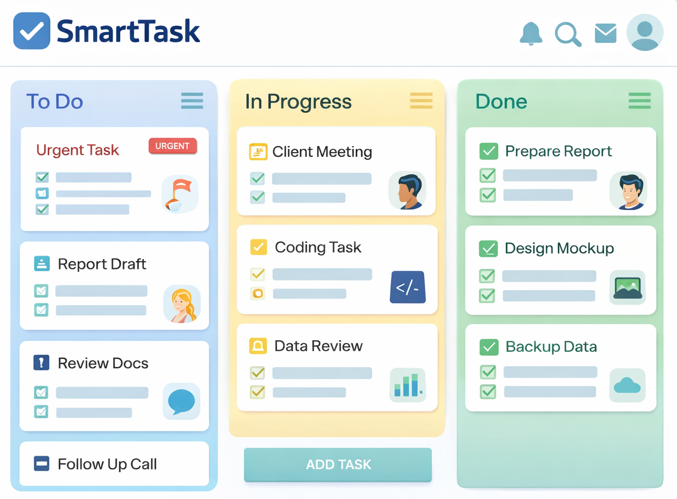 SmartTask
To Do
Urgent Task
URGENT
Report Draft
Review Docs
Follow Up Call
In Progress
Client Meeting
Coding Task
</>
Data Review
ADD TASK
Done
Prepare Report
Design Mockup
Backup Data